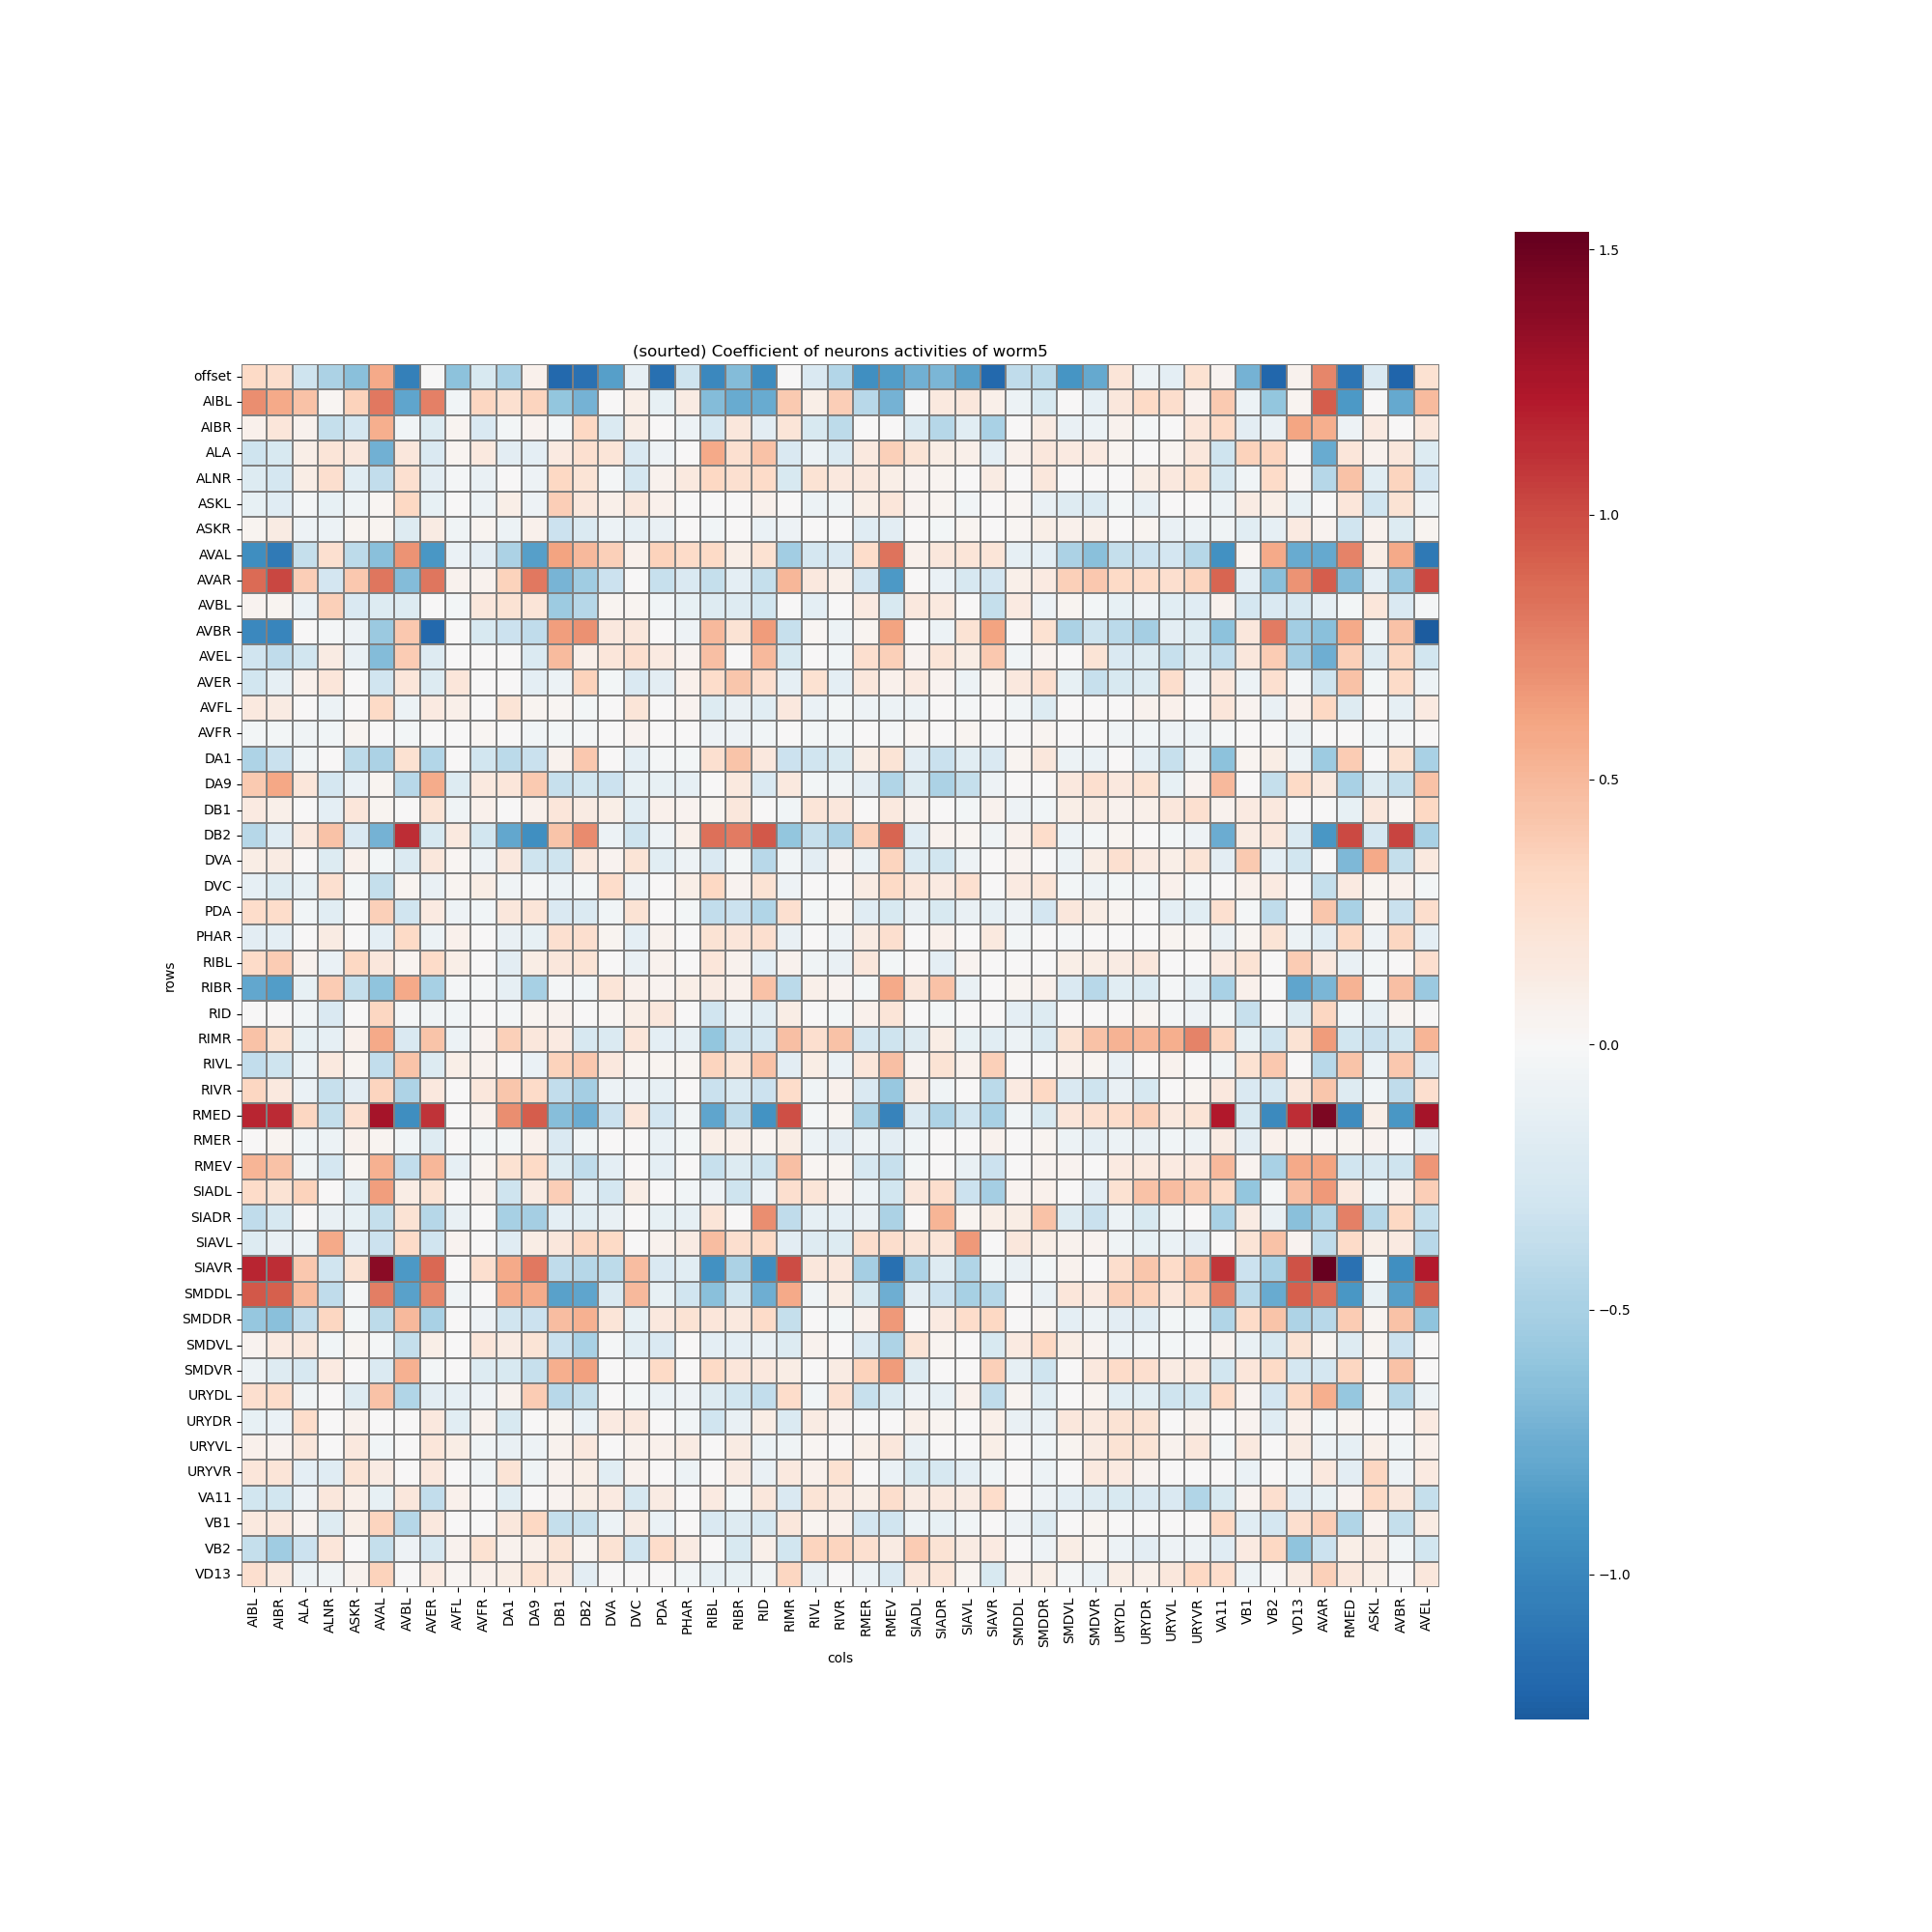 (sourted) Coefficient of neurons activities of worm5
offset
AIBL
AIBR
ALA
ALNR
ASKL
ASKR
AVAL
AVAR
AVBL
AVBR
AVEL
AVER
AVFL
AVFR
DA1
DA9
DB1
DB2
DVA
DVC
PDA
PHAR
RIBL
RIBR
RID
RIMR
RIVL
RIVR
RMED
RMER
RMEV
SIADL
SIADR
SIAVL
SIAVR
SMDDL
SMDDR
SMDVL
SMDVR
URYDL
URYDR
URYVL
URYVR
VA11
VB1
VB2
VD13
rows
AIBL AIBR ALA ALNR ASKR AVAL AVBL AVER AVFL AVFR DA1 DA9 DB1 DB2 DVA DVC PDA PHAR RIBL RIBR RID RIMR RIVL RIVR RMER RMEV SIADL SIADR SIAVL SIAVR SMDDL SMDDR SMDVL SMDVR URYDL URYDR URYVL URYVR VA11 VB1 VB2 VD13 AVAR RMED ASKL AVBR AVEL
cols
1.5
1.0
0.5
0.0
−0.5
−1.0